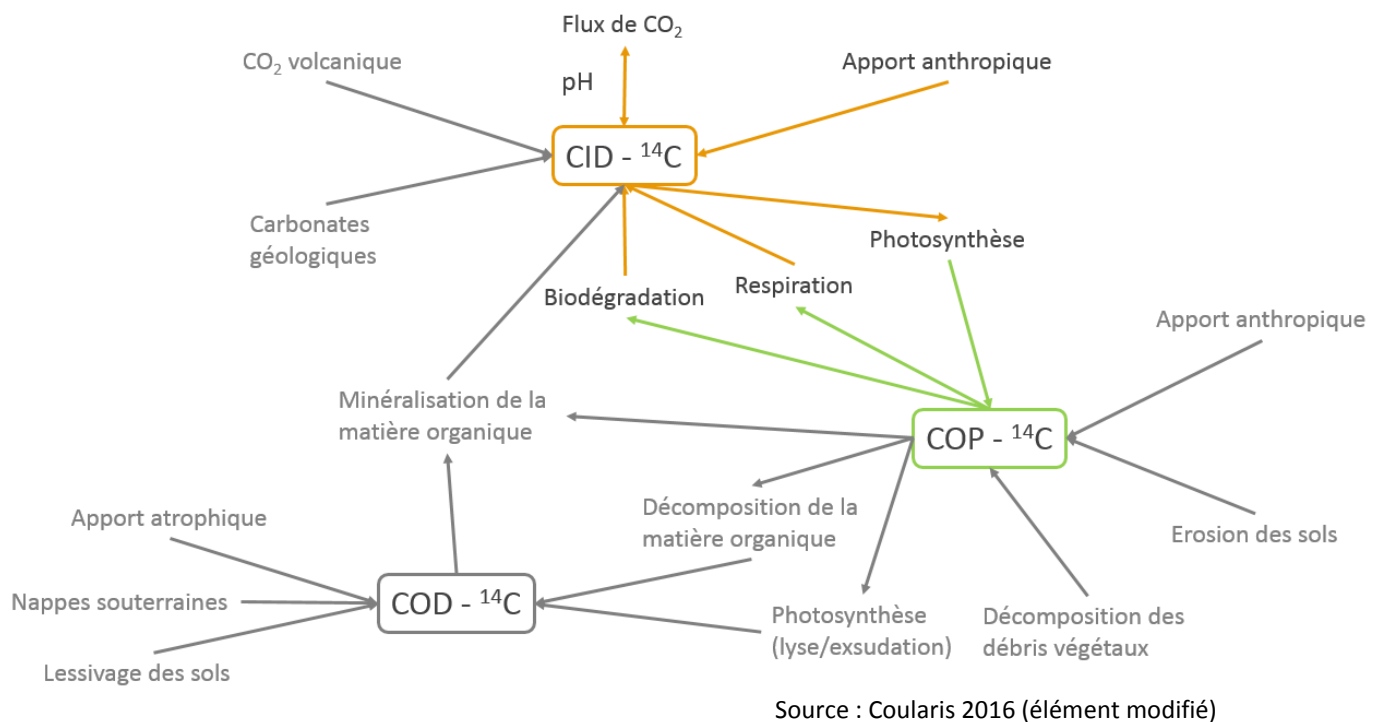 Flux de CO₂
CO₂ volcanique
Apport anthropique
pH
CID - ¹⁴C
Carbonates
géologiques
Photosynthèse
Biodégradation
Respiration
Apport anthropique
Minéralisation de la
matière organique
COP - ¹⁴C
Apport atrophique
Décomposition de la
matière organique
Erosion des sols
Nappes souterraines
COD - ¹⁴C
Photosynthèse
(lyse/exsudation)
Décomposition des
débris végétaux
Lessivage des sols
Source : Coularis 2016 (élément modifié)